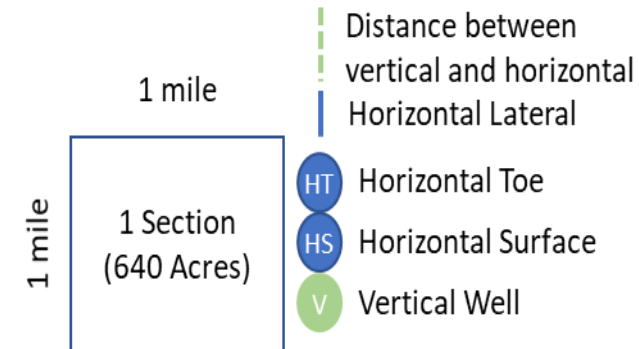 Distance between
vertical and horizontal
Horizontal Lateral
1 mile
1 mile
1 Section
(640 Acres)
HT Horizontal Toe
HS Horizontal Surface
V Vertical Well